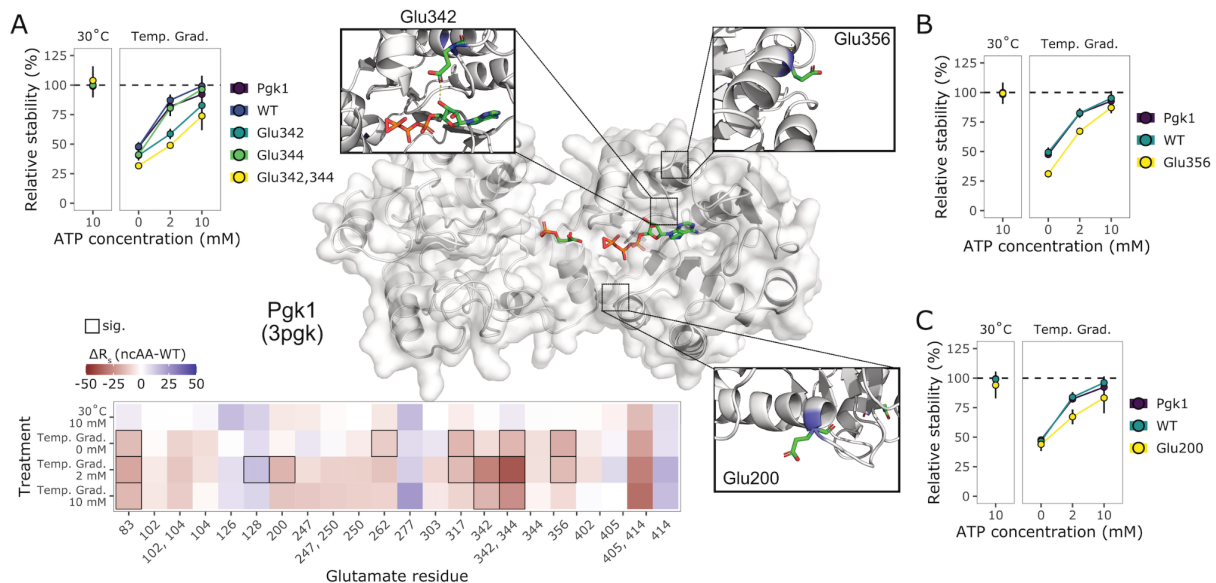 A
30°C
Temp. Grad.
Relative stability (%)
125
100
75
50
25
0
10
0
2
10
ATP concentration (mM)
Pgk1
WT
Glu342
Glu344
Glu342,344
Glu342
Glu356
B
30°C
Temp. Grad.
Relative stability (%)
125
100
75
50
25
0
10
0
2
10
ATP concentration (mM)
Pgk1
WT
Glu356
Pgk1
(3pgk)
sig.
ΔRs (ncAA-WT)
-50
-25
0
25
50
Treatment
30°C
10 mM
Temp. Grad.
0 mM
Temp. Grad.
2 mM
Temp. Grad.
10 mM
83
102
102, 104
104
126
128
200
247
247, 250
250
262
277
303
317
342
342, 344
344
356
402
405
405, 414
414
Glutamate residue
Glu200
C
30°C
Temp. Grad.
Relative stability (%)
125
100
75
50
25
0
10
0
2
10
ATP concentration (mM)
Pgk1
WT
Glu200